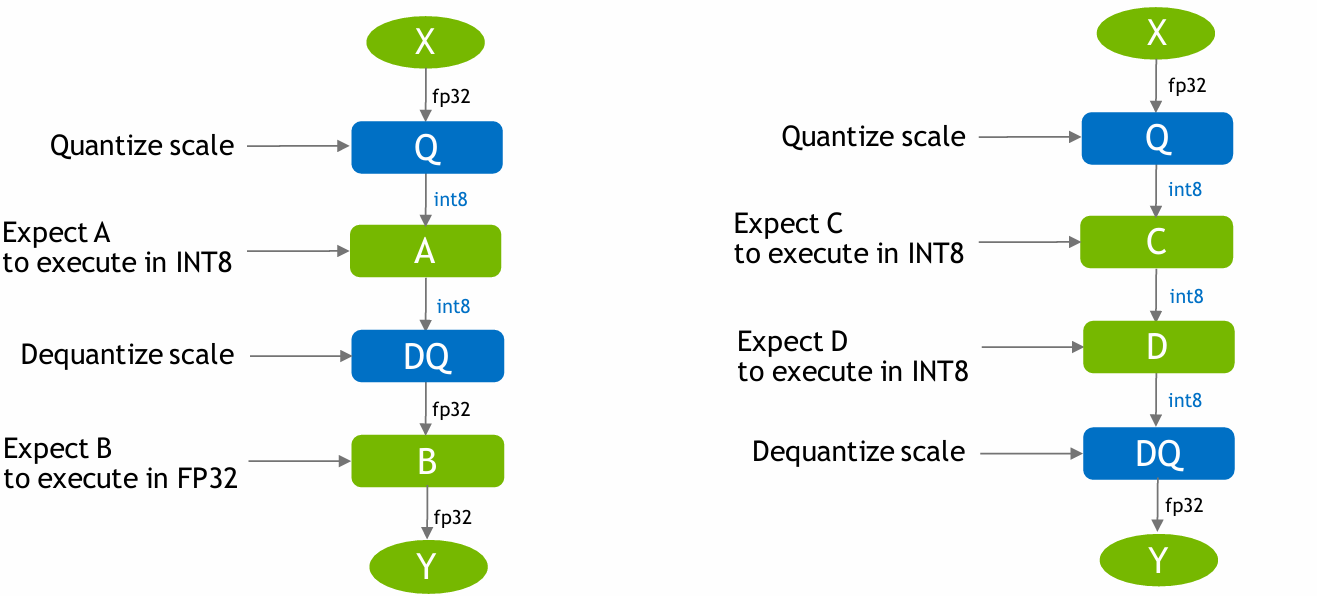 X
fp32
Quantize scale
Q
int8
Expect A
to execute in INT8
A
int8
Dequantize scale
DQ
fp32
Expect B
to execute in FP32
B
fp32
Y
X
fp32
Quantize scale
Q
int8
Expect C
to execute in INT8
C
int8
Expect D
to execute in INT8
D
int8
Dequantize scale
DQ
fp32
Y